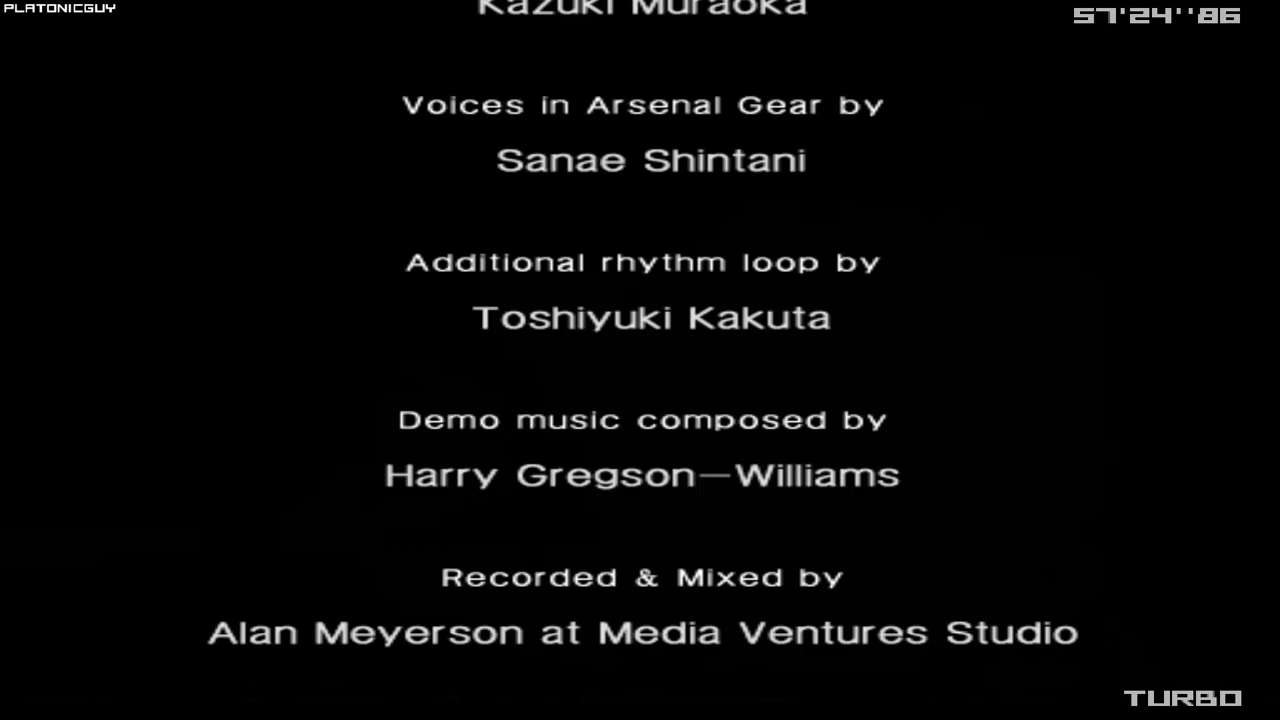 PLATONICGUY
Kazuki Muraoka
57'24''86
Voices in Arsenal Gear by
Sanae Shintani
Additional rhythm loop by
Toshiyuki Kakuta
Demo music composed by
Harry Gregson—Williams
Recorded & Mixed by
Alan Meyerson at Media Ventures Studio
TURBO